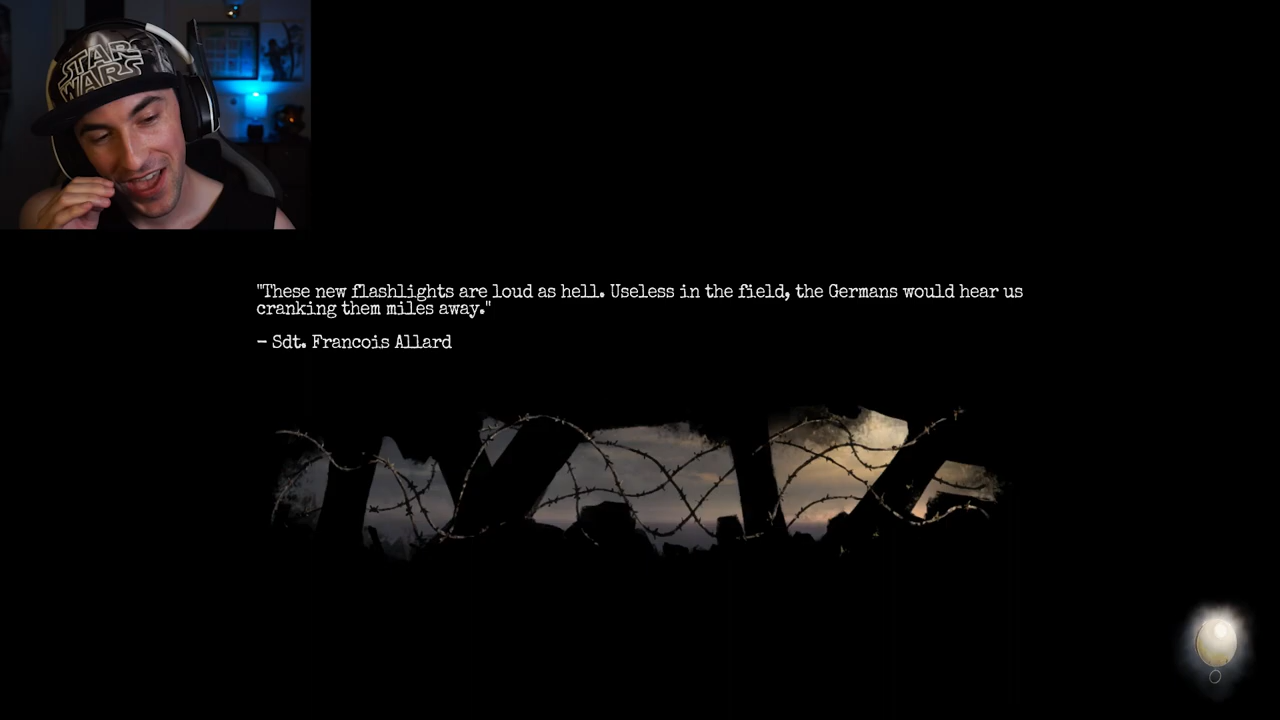 STAR
WARS
"These new flashlights are loud as hell. Useless in the field, the Germans would hear us
cranking them miles away."
– Sdt. Francois Allard